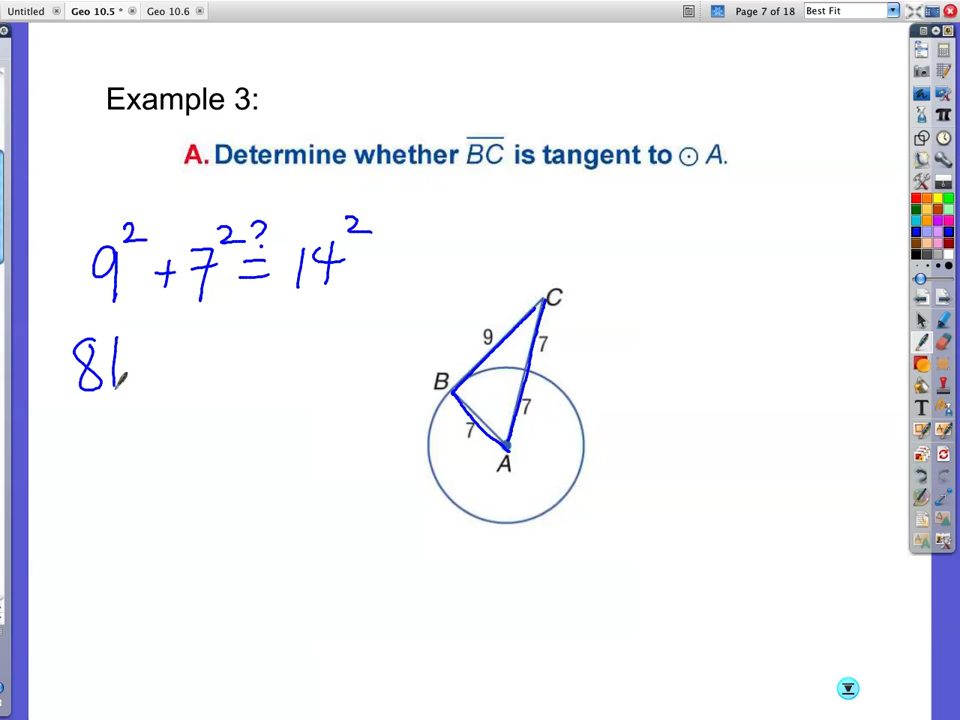 Untitled
Geo 10.5 *
Geo 10.6
Page 7 of 18
Best Fit
Example 3:
A. Determine whether BC is tangent to ⊙ A.
9² + 7² ≟ 14²
81
C
9
7
B
7
7
A
T